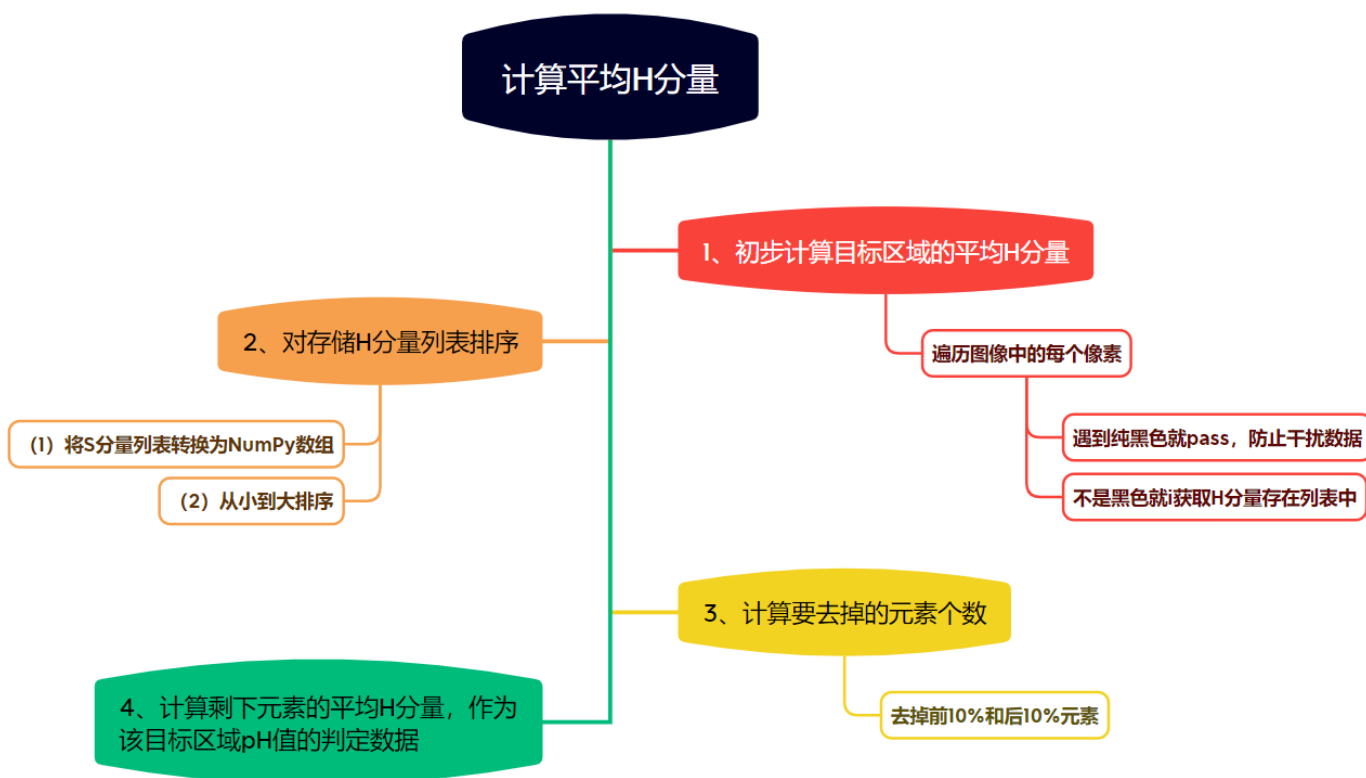 计算平均H分量
1、初步计算目标区域的平均H分量
遍历图像中的每个像素
遇到纯黑色就pass，防止干扰数据
不是黑色就i获取H分量存在列表中
2、对存储H分量列表排序
（1）将S分量列表转换为NumPy数组
（2）从小到大排序
3、计算要去掉的元素个数
去掉前10%和后10%元素
4、计算剩下元素的平均H分量，作为
该目标区域pH值的判定数据